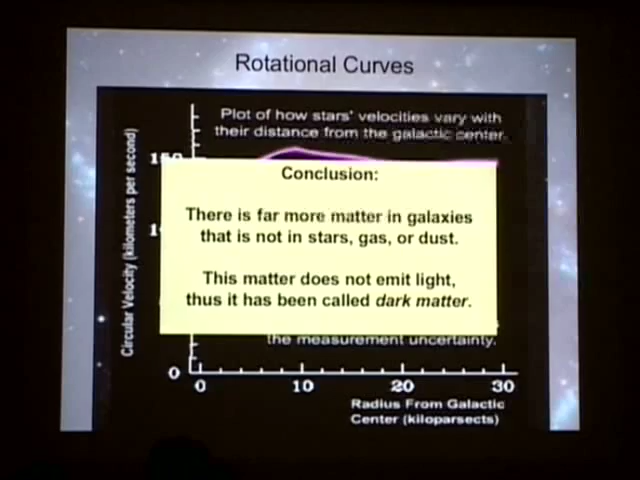 Rotational Curves
Plot of how stars' velocities vary with
their distance from the galactic center.
Circular Velocity (kilometers per second)
Conclusion:
There is far more matter in galaxies
that is not in stars, gas, or dust.
This matter does not emit light,
thus it has been called dark matter.
the measurement uncertainty.
0
0 10 20 30
Radius From Galactic
Center (kiloparsects)